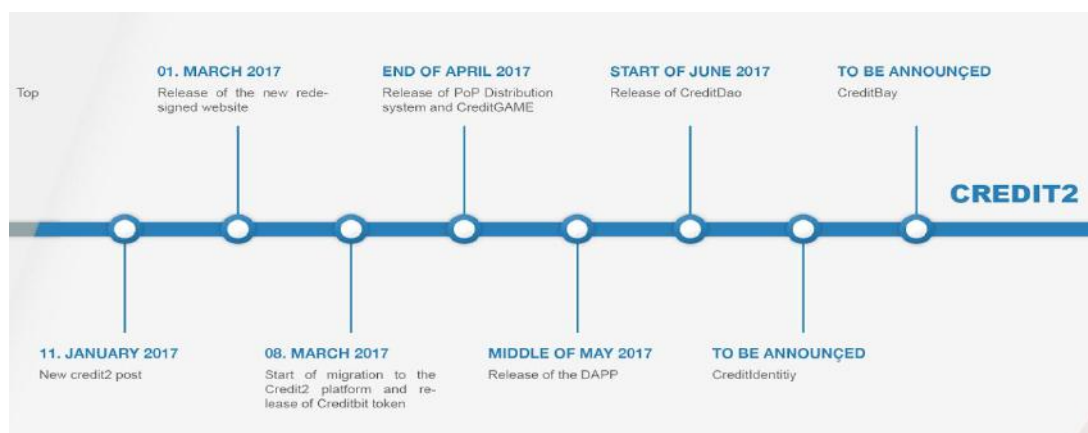 Top
01. MARCH 2017
Release of the new rede-
signed website
END OF APRIL 2017
Release of PoP Distribution
system and CreditGAME
START OF JUNE 2017
Release of CreditDao
TO BE ANNOUNÇED
CreditBay
CREDIT2
11. JANUARY 2017
New credit2 post
08. MARCH 2017
Start of migration to the
Credit2 platform and re-
lease of Creditbit token
MIDDLE OF MAY 2017
Release of the DAPP
TO BE ANNOUNÇED
CreditIdentitiy